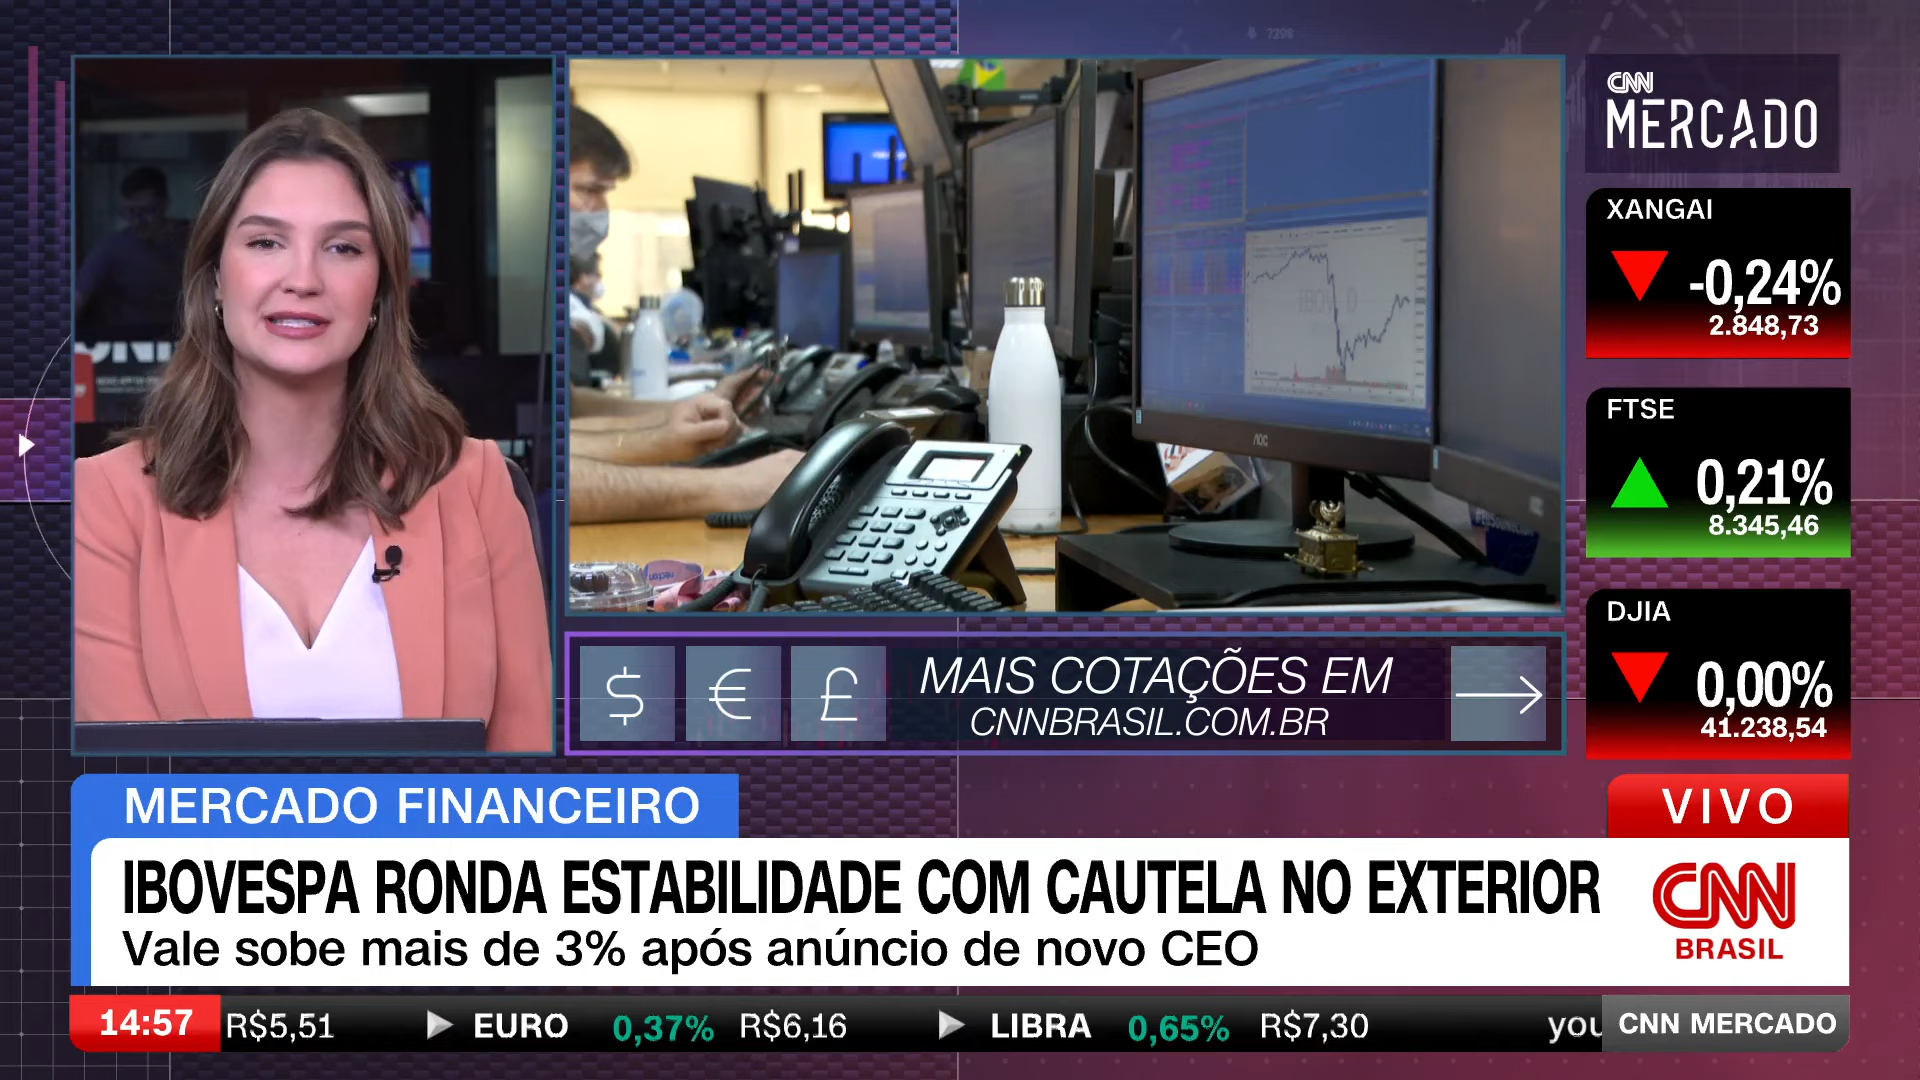 CNN
MERCADO
XANGAI
-0,24%
2.848,73
FTSE
0,21%
8.345,46
DJIA
0,00%
41.238,54
IBOV D
AOC
$ € £
MAIS COTAÇÕES EM
CNNBRASIL.COM.BR
MERCADO FINANCEIRO
VIVO
IBOVESPA RONDA ESTABILIDADE COM CAUTELA NO EXTERIOR
Vale sobe mais de 3% após anúncio de novo CEO
CNN
BRASIL
14:57 R$5,51 EURO 0,37% R$6,16 LIBRA 0,65% R$7,30 you CNN MERCADO